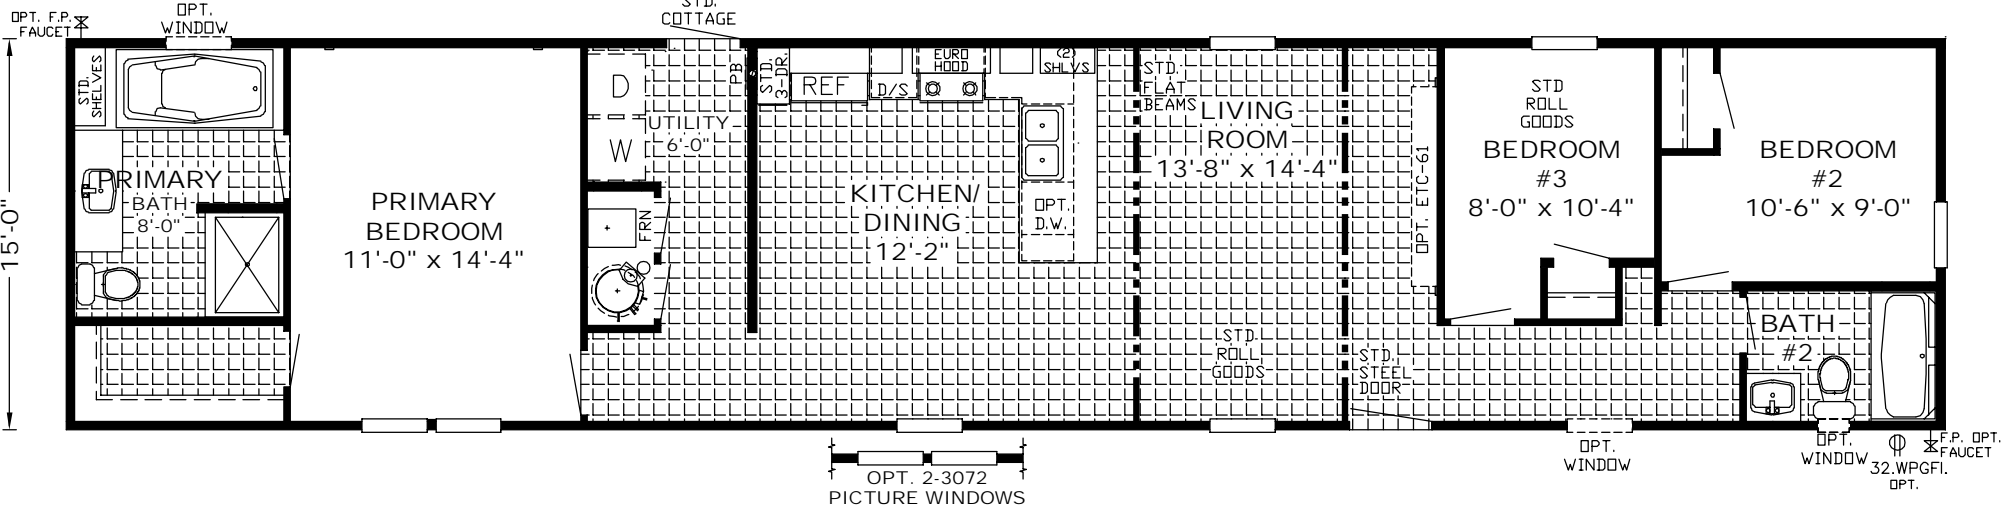 OPT. F.P.
FAUCET
OPT.
WINDOW
STD.
COTTAGE
15'-0"
STD.
SHELVES
PRIMARY
BATH
8'-0"
PRIMARY
BEDROOM
11'-0" x 14'-4"
D
W
UTILITY
6'-0"
PB
FRN
STD.
3-DR.
REF
D/S
EURO
HOOD
(2)
SHLVS
KITCHEN/
DINING
12'-2"
OPT.
D.W.
STD.
FLAT
BEAMS
LIVING
ROOM
13'-8" x 14'-4"
STD
ROLL
GOODS
STD.
STEEL
DOOR
OPT. ETC-61
STD
ROLL
GOODS
BEDROOM
#3
8'-0" x 10'-4"
BEDROOM
#2
10'-6" x 9'-0"
BATH
#2
OPT. 2-3072
PICTURE WINDOWS
OPT.
WINDOW
OPT.
WINDOW
F.P. OPT.
FAUCET
32.WPGFI.
OPT.